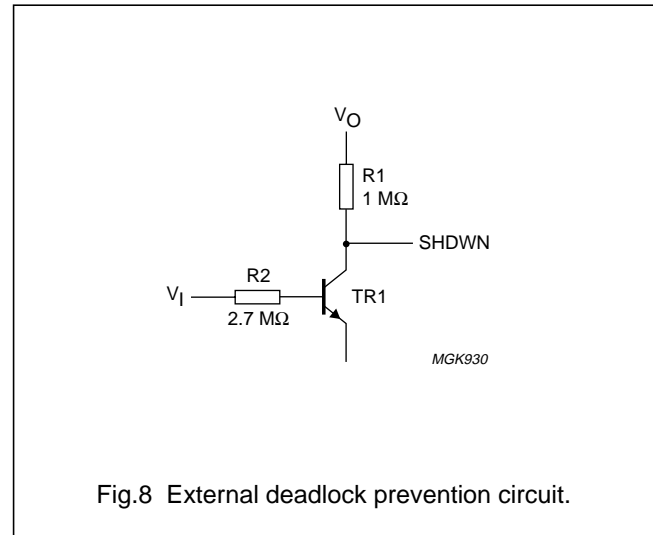 VO
R1
1 MΩ
SHDWN
R2
VI
TR1
2.7 MΩ
MGK930
Fig.8 External deadlock prevention circuit.